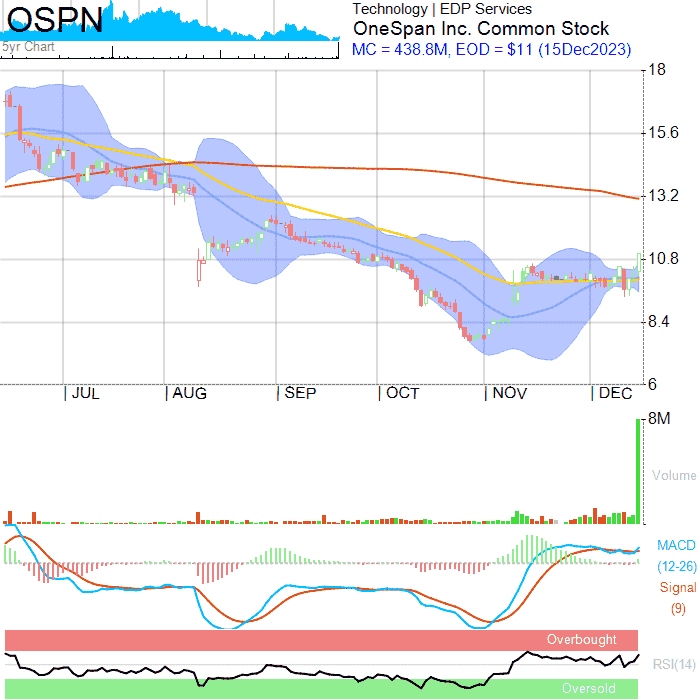 OSPN
5yr Chart
Technology | EDP Services
OneSpan Inc. Common Stock
MC = 438.8M, EOD = $11 (15Dec2023)
18
15.6
13.2
10.8
8.4
6
JUL
AUG
SEP
OCT
NOV
DEC
8M
Volume
MACD
(12-26)
Signal
(9)
Overbought
RSI(14)
Oversold